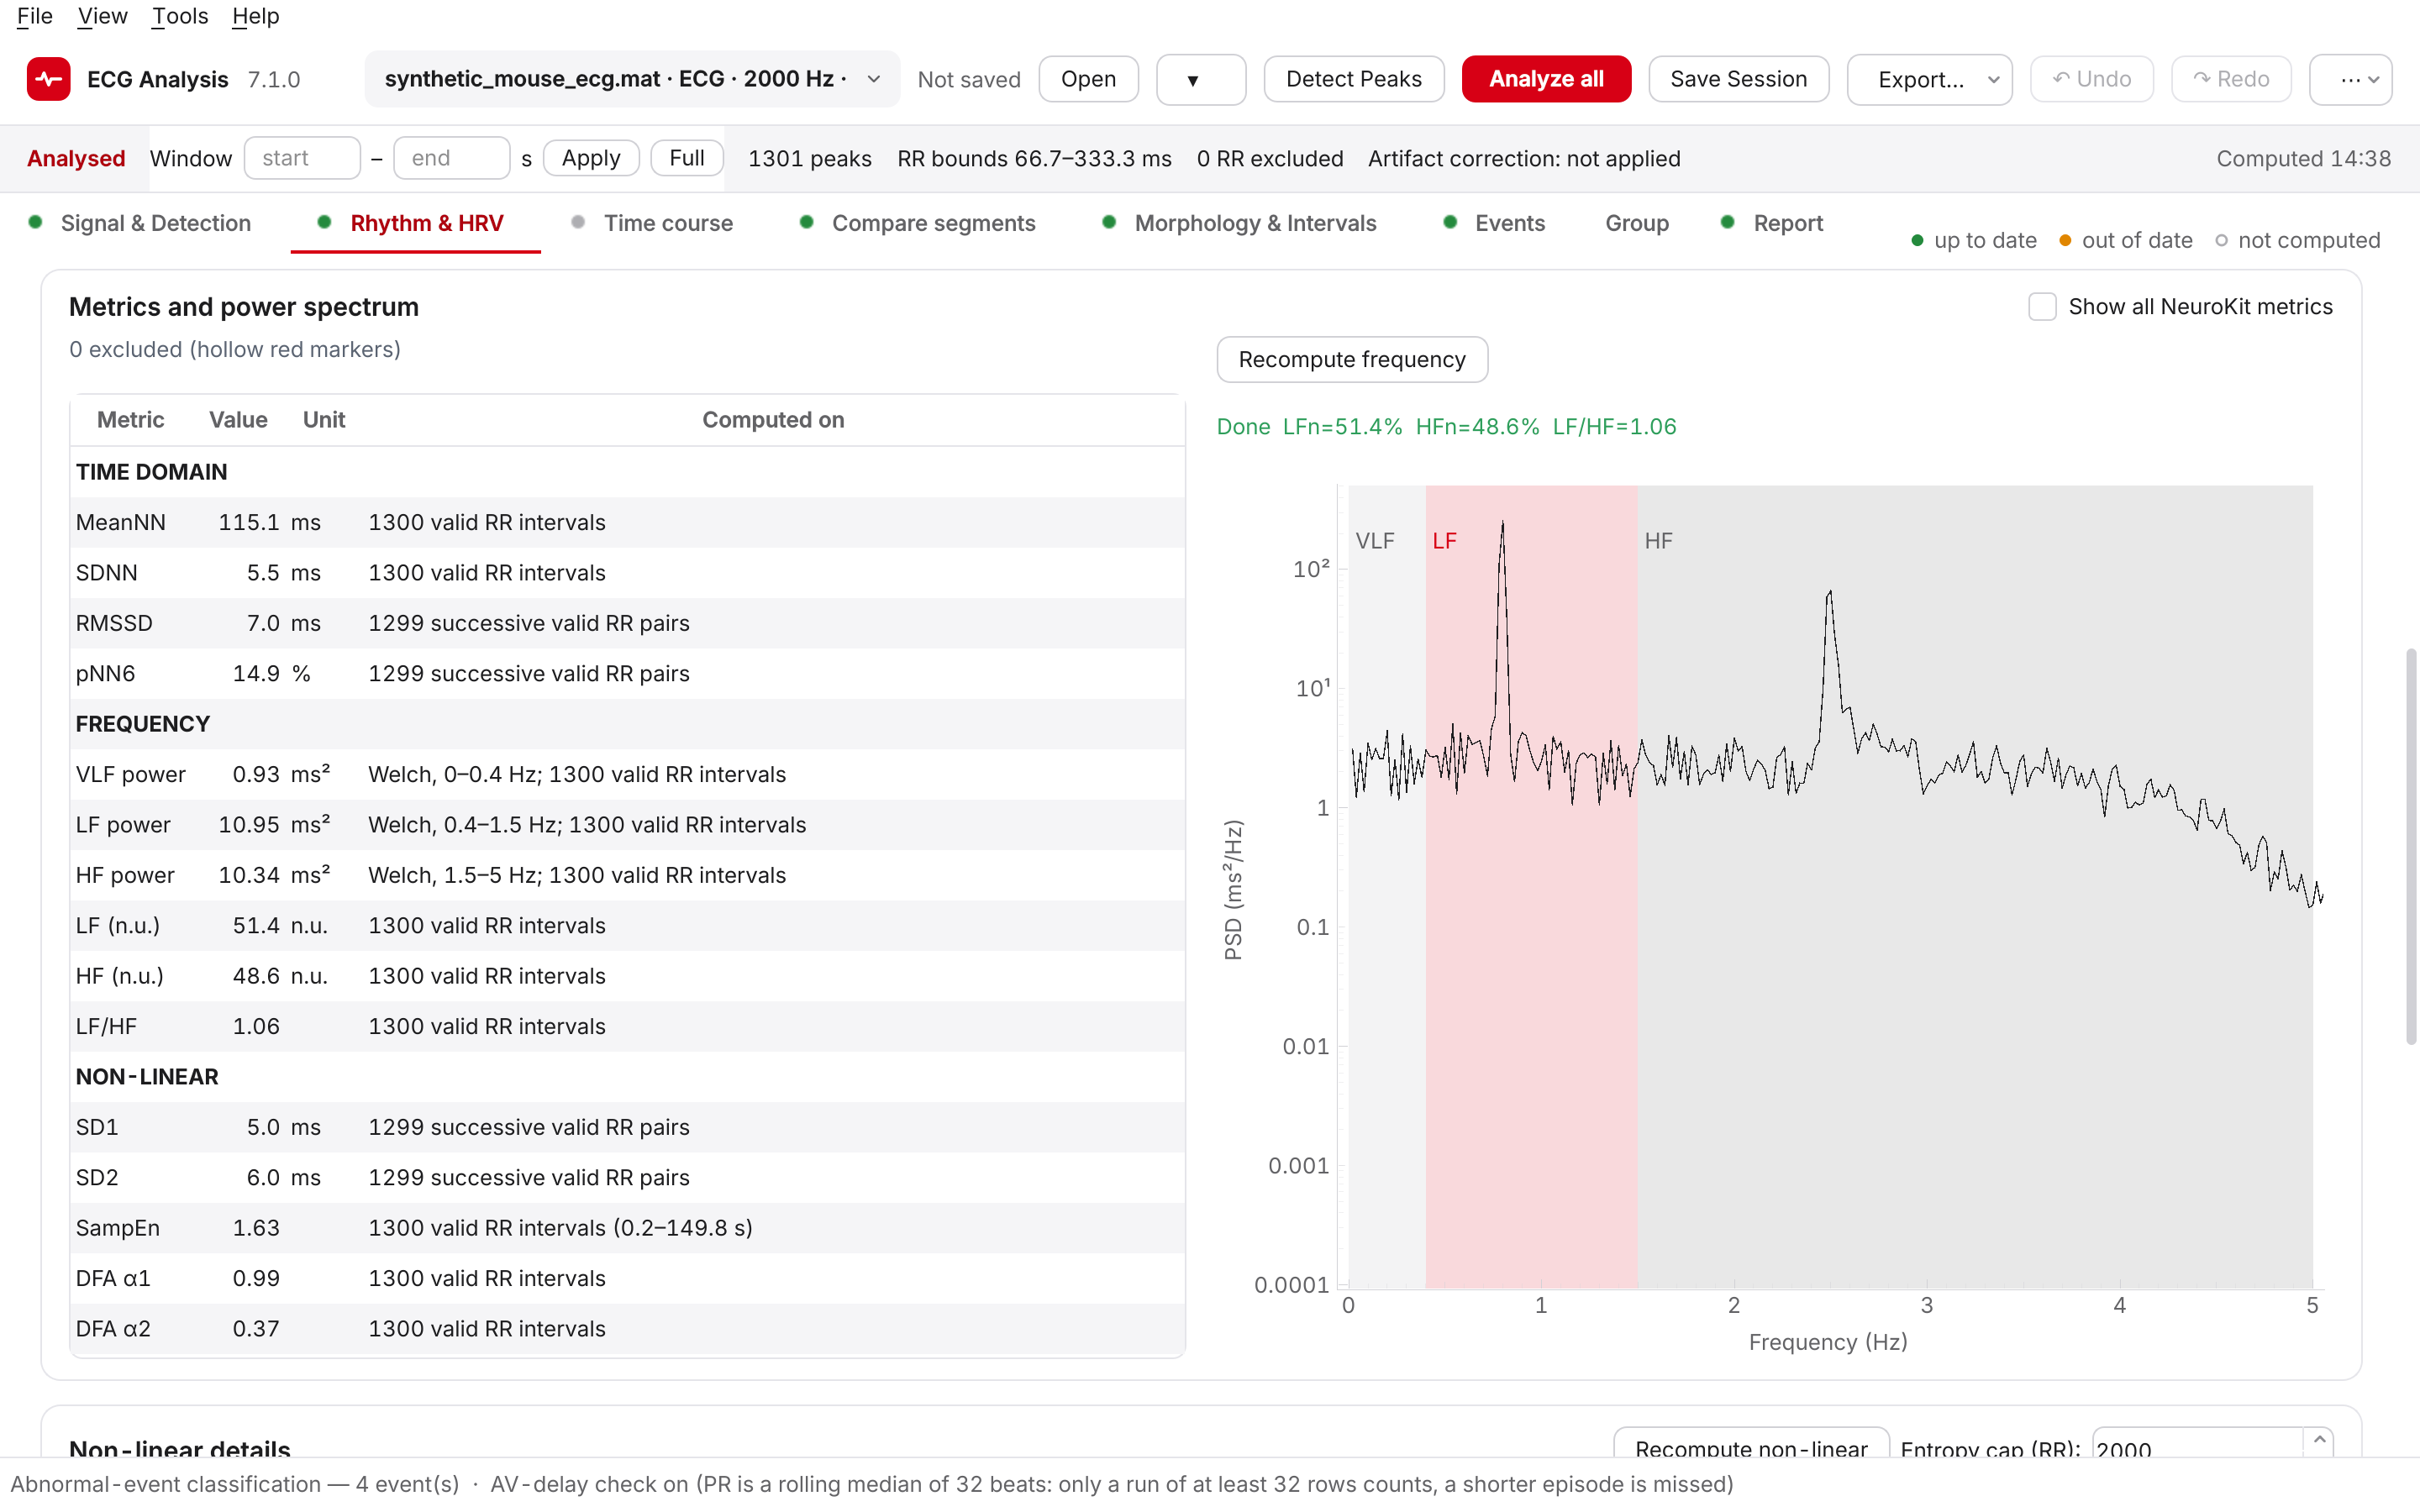 File View Tools Help
ECG Analysis 7.1.0 synthetic_mouse_ecg.mat · ECG · 2000 Hz · Not saved Open ▼ Detect Peaks Analyze all Save Session Export... ↶ Undo ↷ Redo ...
Analysed Window start – end s Apply Full 1301 peaks RR bounds 66.7–333.3 ms 0 RR excluded Artifact correction: not applied Computed 14:38
Signal & Detection Rhythm & HRV Time course Compare segments Morphology & Intervals Events Group Report
up to date out of date not computed
Metrics and power spectrum
Show all NeuroKit metrics
0 excluded (hollow red markers)
Recompute frequency
Done LFn=51.4% HFn=48.6% LF/HF=1.06
Metric Value Unit Computed on
TIME DOMAIN
MeanNN 115.1 ms 1300 valid RR intervals
SDNN 5.5 ms 1300 valid RR intervals
RMSSD 7.0 ms 1299 successive valid RR pairs
pNN6 14.9 % 1299 successive valid RR pairs
FREQUENCY
VLF power 0.93 ms² Welch, 0–0.4 Hz; 1300 valid RR intervals
LF power 10.95 ms² Welch, 0.4–1.5 Hz; 1300 valid RR intervals
HF power 10.34 ms² Welch, 1.5–5 Hz; 1300 valid RR intervals
LF (n.u.) 51.4 n.u. 1300 valid RR intervals
HF (n.u.) 48.6 n.u. 1300 valid RR intervals
LF/HF 1.06 1300 valid RR intervals
NON-LINEAR
SD1 5.0 ms 1299 successive valid RR pairs
SD2 6.0 ms 1299 successive valid RR pairs
SampEn 1.63 1300 valid RR intervals (0.2–149.8 s)
DFA α1 0.99 1300 valid RR intervals
DFA α2 0.37 1300 valid RR intervals
VLF LF HF
10²
10¹
1
0.1
0.01
0.001
0.0001
PSD (ms²/Hz)
0 1 2 3 4 5
Frequency (Hz)
Non-linear details
Recompute non-linear Entropy cap (RR): 2000
Abnormal-event classification — 4 event(s) · AV-delay check on (PR is a rolling median of 32 beats: only a run of at least 32 rows counts, a shorter episode is missed)